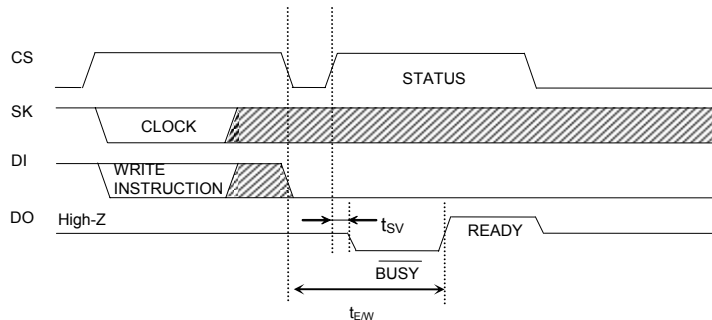 CS
STATUS
SK
CLOCK
DI
WRITE
INSTRUCTION
DO
High-Z
tSV
READY
BUSY
tE/W